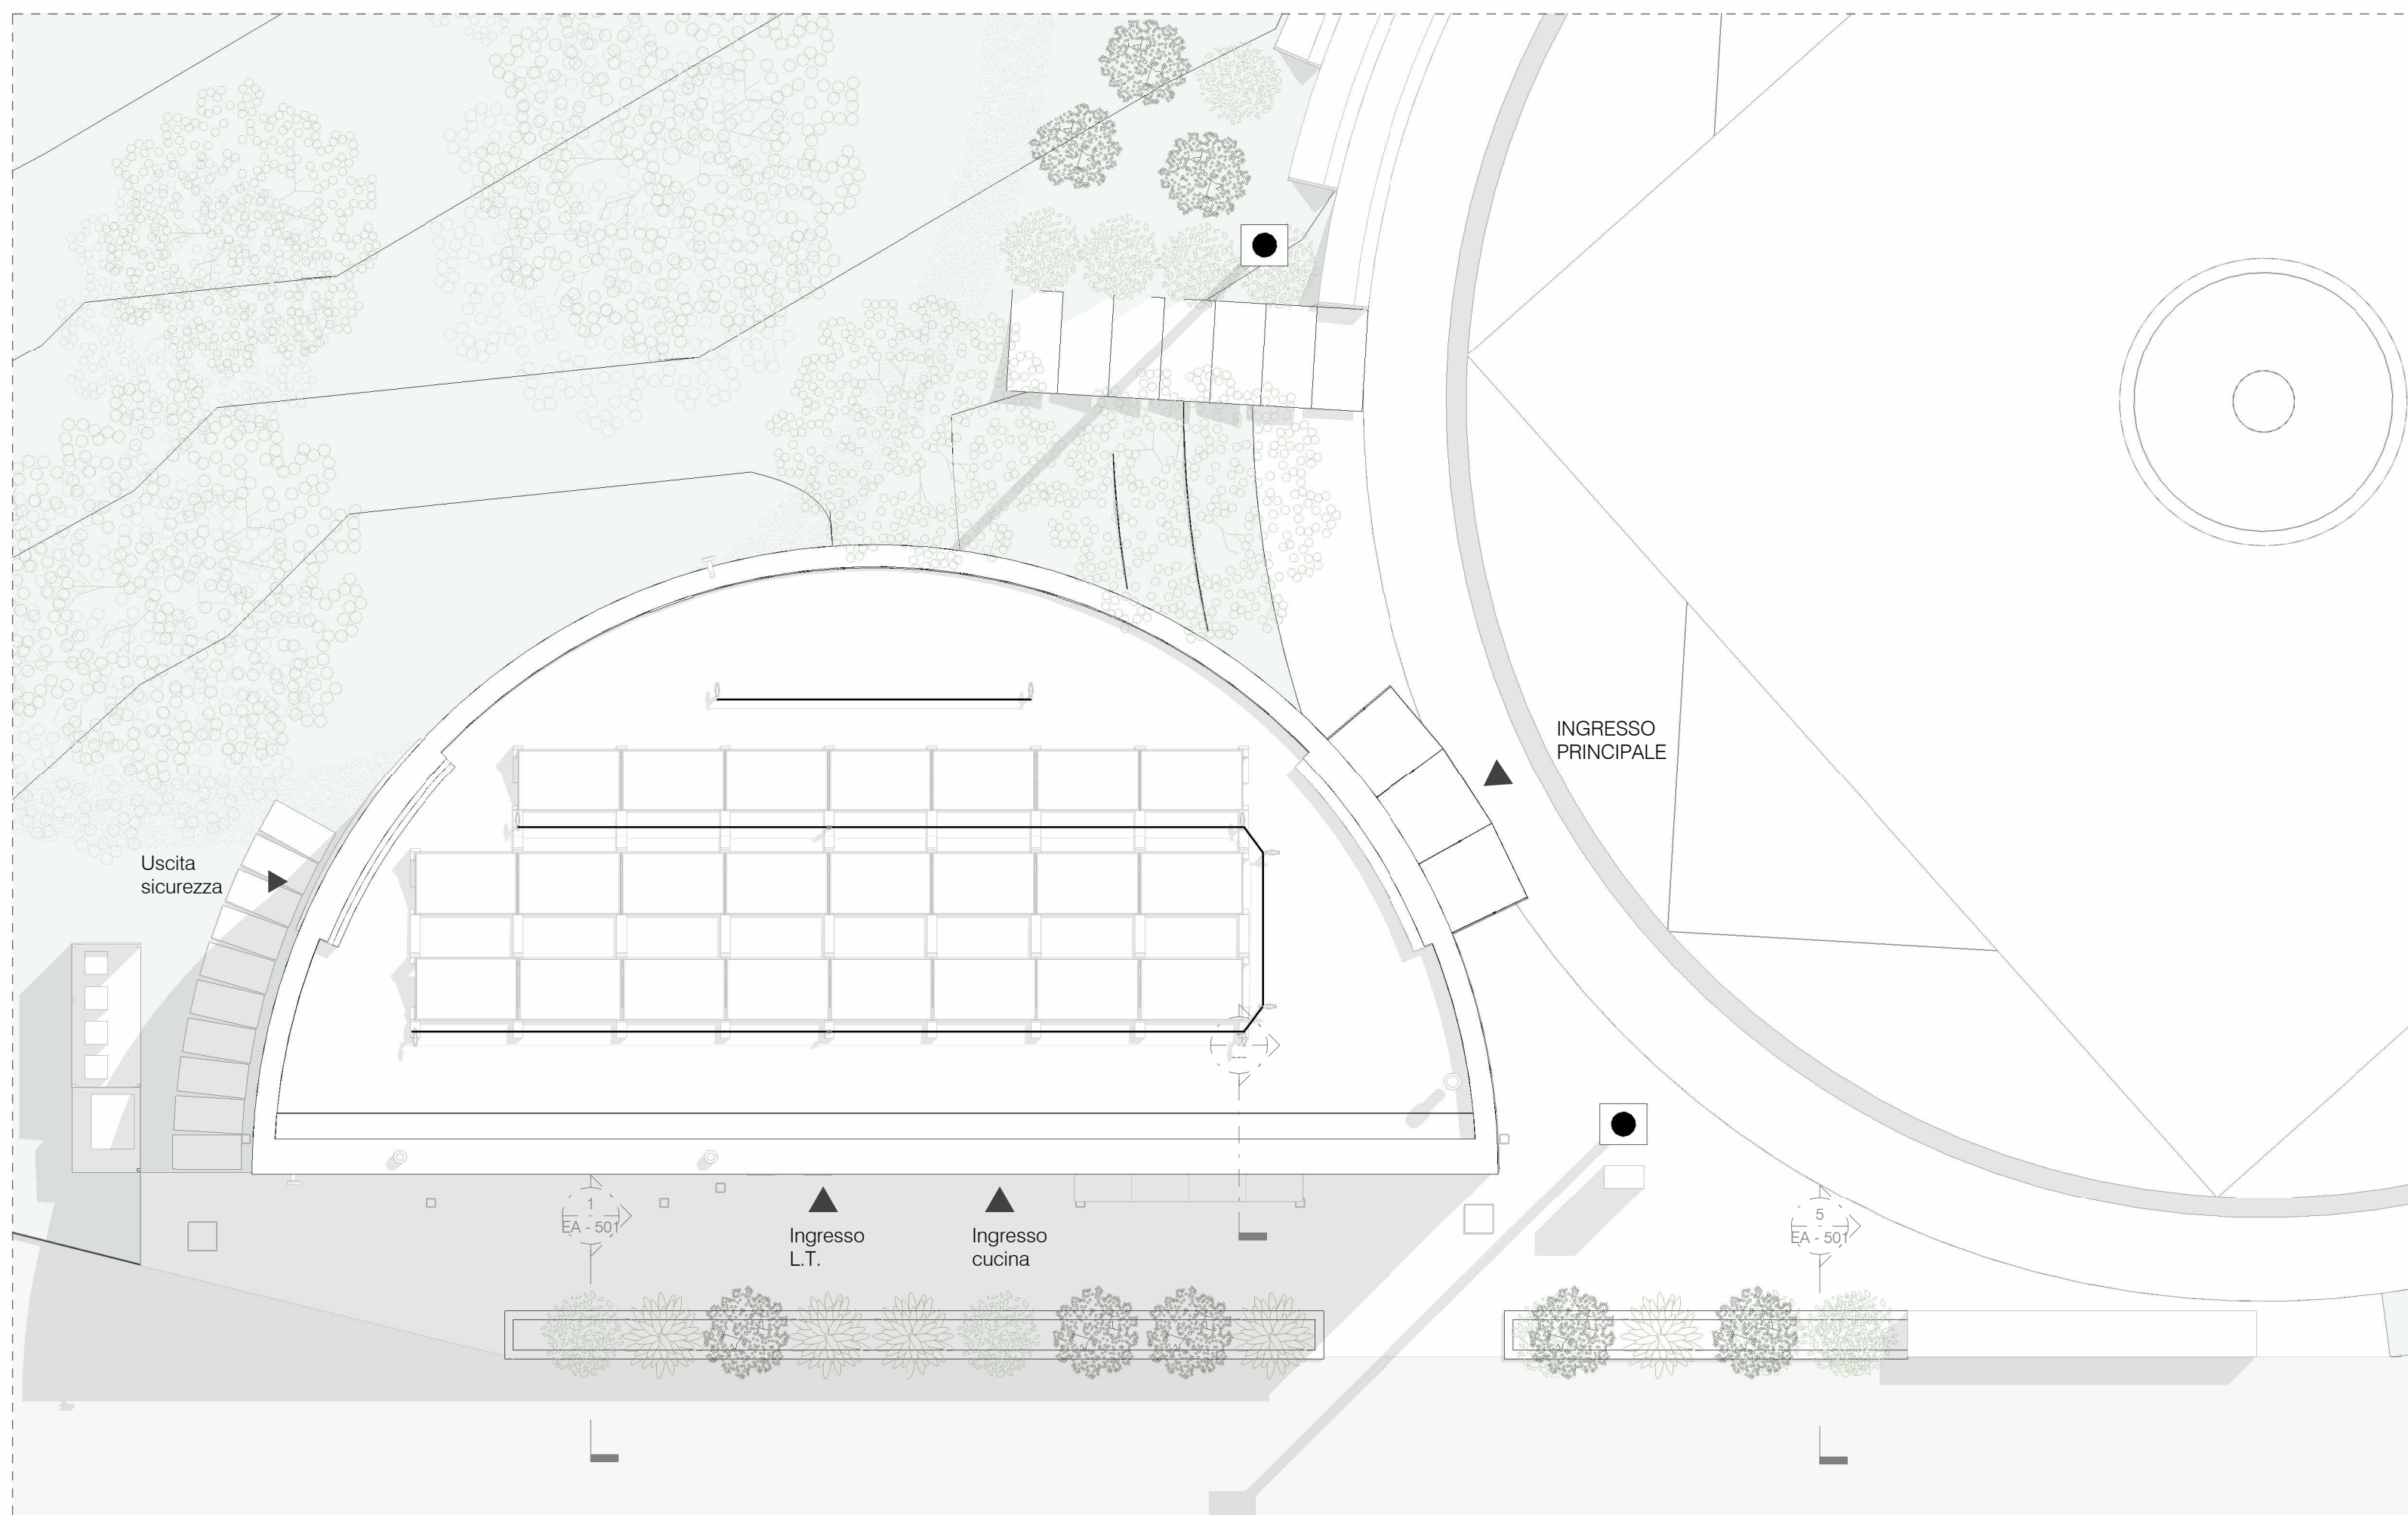 INGRESSO
PRINCIPALE
Uscita
sicurezza
1
EA - 501
5
EA - 501
Ingresso
L.T.
Ingresso
cucina